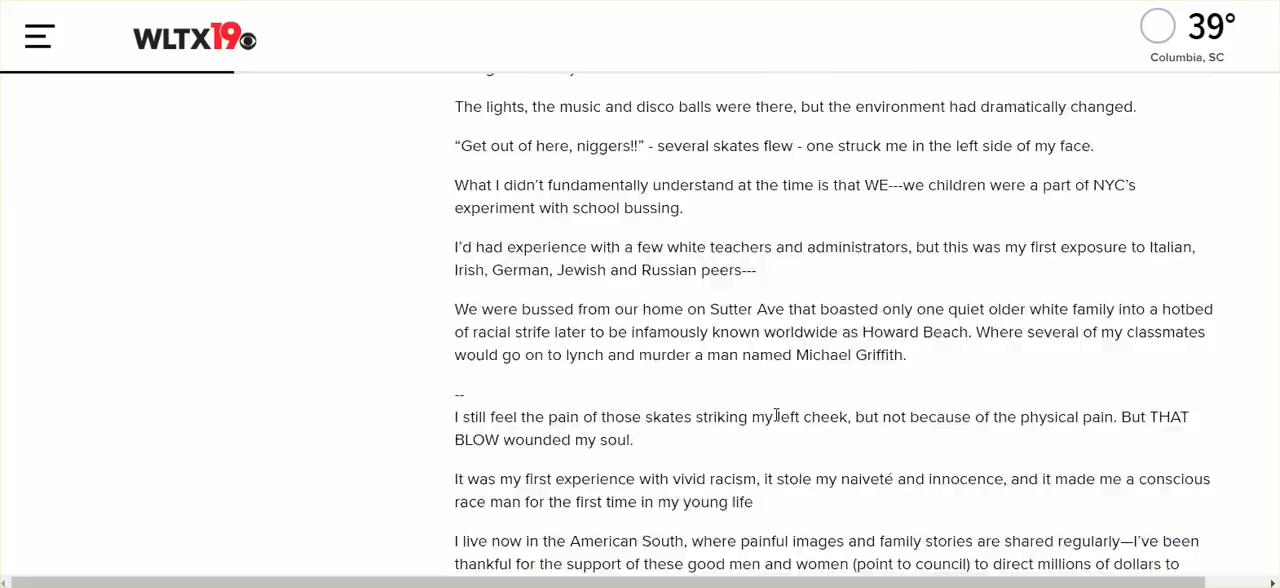 WLTX19
39°
Columbia, SC
The lights, the music and disco balls were there, but the environment had dramatically changed.
“Get out of here, niggers!!” - several skates flew - one struck me in the left side of my face.
What I didn’t fundamentally understand at the time is that WE---we children were a part of NYC’s
experiment with school bussing.
I’d had experience with a few white teachers and administrators, but this was my first exposure to Italian,
Irish, German, Jewish and Russian peers---
We were bussed from our home on Sutter Ave that boasted only one quiet older white family into a hotbed
of racial strife later to be infamously known worldwide as Howard Beach. Where several of my classmates
would go on to lynch and murder a man named Michael Griffith.
--
I still feel the pain of those skates striking my left cheek, but not because of the physical pain. But THAT
BLOW wounded my soul.
It was my first experience with vivid racism, it stole my naiveté and innocence, and it made me a conscious
race man for the first time in my young life
I live now in the American South, where painful images and family stories are shared regularly—I’ve been
thankful for the support of these good men and women (point to council) to direct millions of dollars to